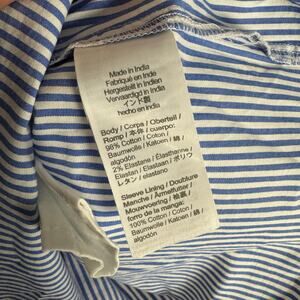 Made in India
Fabriqué en Inde
Hergestellt in Indien
Vervaardigd in India
インド製
hecho en India
Body / Corps / Oberteil /
Romp / 本体 / cuerpo:
98% Cotton / Coton /
Baumwolle / Katoen / 綿 /
algodón
2% Elastane / Élasthanne /
Elastan / Elastaan / ポリウ
レタン / elastano
Sleeve Lining / Doublure
Manche / Ärmelfutter /
Mouwvoering / 袖裏 /
forro de la manga:
100% Cotton / Coton /
Baumwolle / Katoen / 綿 /
algodón